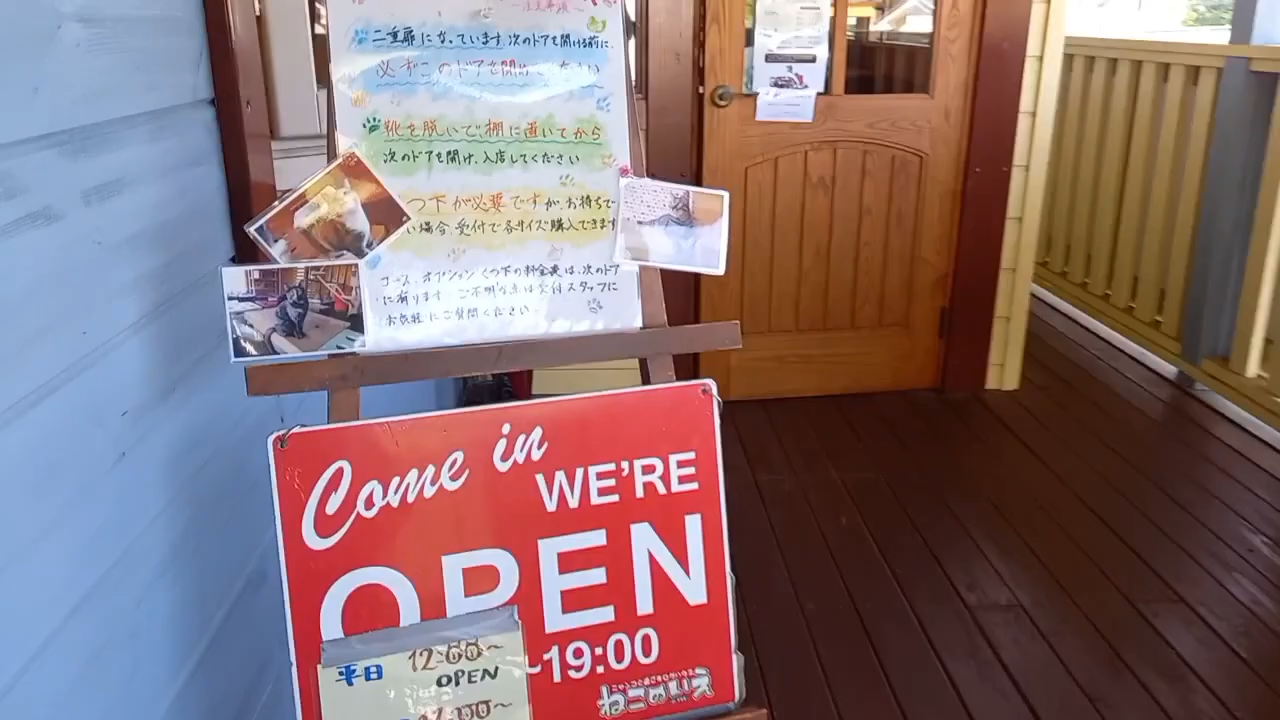 ～注意事項～
二重扉になっています。次のドアを開ける前に、
必ずこのドアを閉めてください
靴を脱いで、棚に置いてから
次のドアを開け、入店してください
つ下が必要ですが、お持ちで
い場合、受付で各サイズ購入できます
コース、オプション、くつ下の料金表は、次のドア
に有ります。ご不明な点は受付スタッフに
お気軽にご質問ください
Come in
WE'RE
OPEN
~19:00
平日 12:00~
OPEN
ねこのいえ